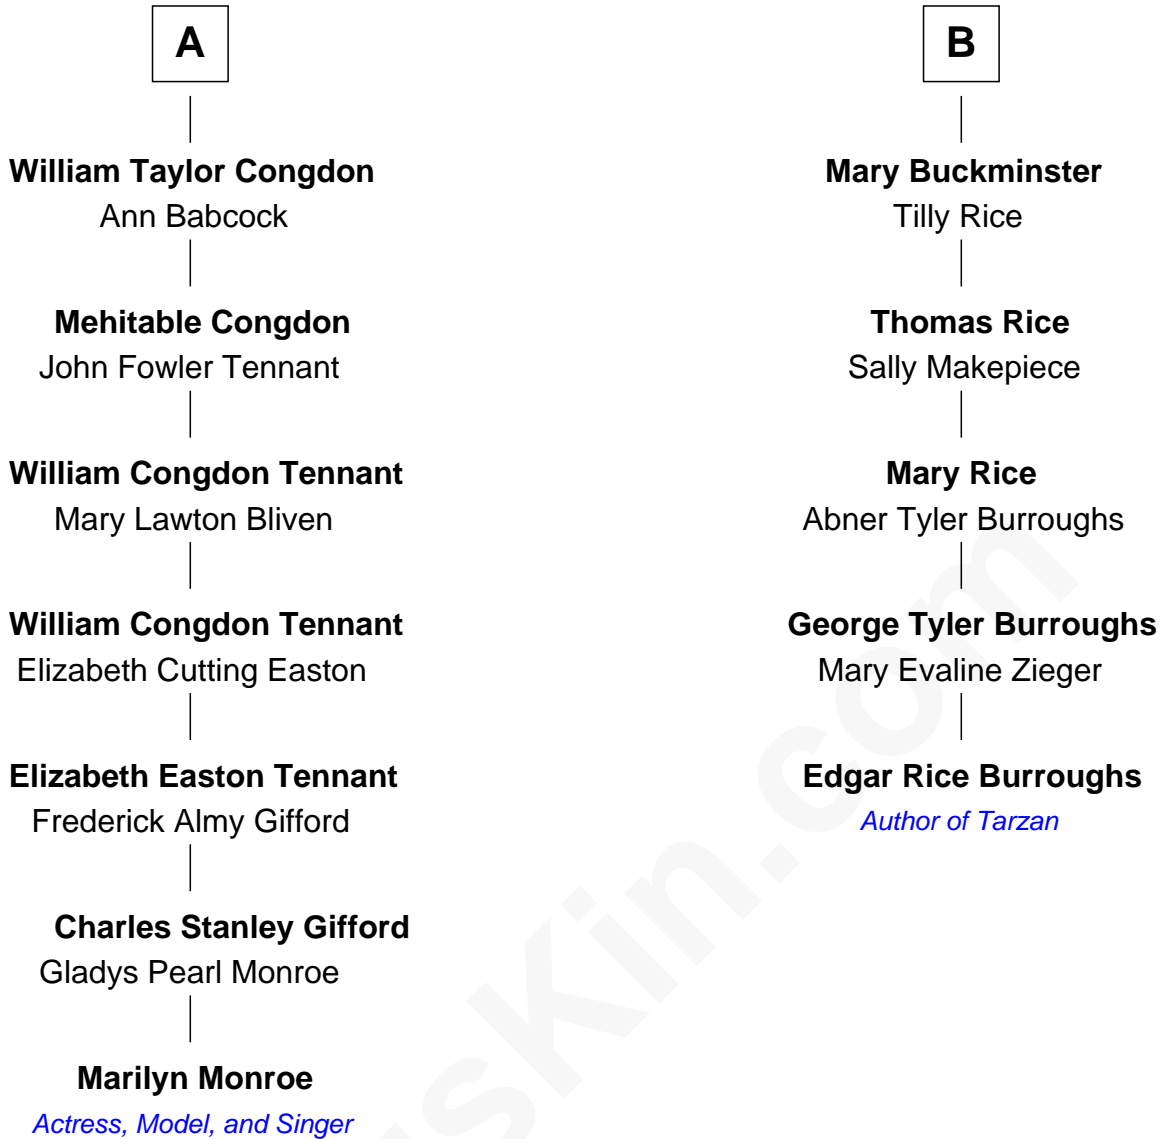 A
William Taylor Congdon
Ann Babcock
Mehitable Congdon
John Fowler Tennant
William Congdon Tennant
Mary Lawton Bliven
William Congdon Tennant
Elizabeth Cutting Easton
Elizabeth Easton Tennant
Frederick Almy Gifford
Charles Stanley Gifford
Gladys Pearl Monroe
Marilyn Monroe
Actress, Model, and Singer
B
Mary Buckminster
Tilly Rice
Thomas Rice
Sally Makepiece
Mary Rice
Abner Tyler Burroughs
George Tyler Burroughs
Mary Evaline Zieger
Edgar Rice Burroughs
Author of Tarzan